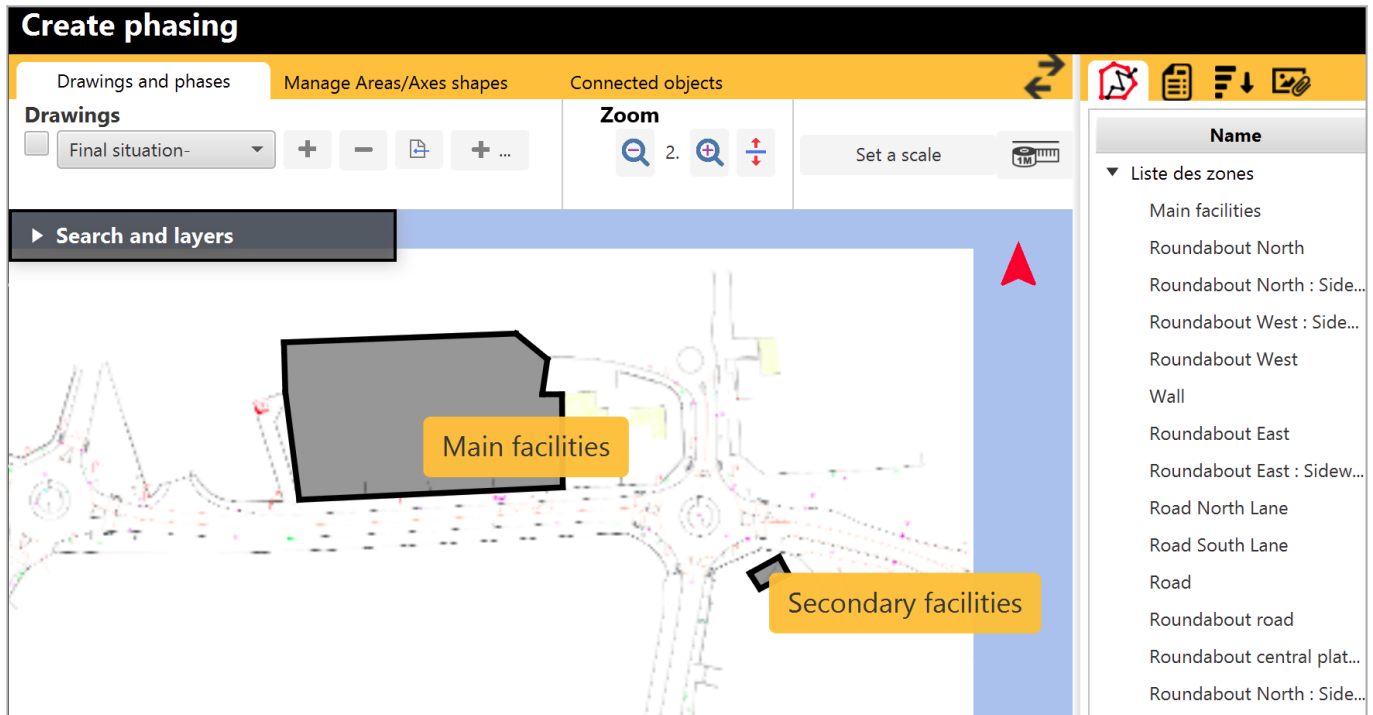 Create phasing
Drawings and phases
Manage Areas/Axes shapes
Connected objects
Drawings
Zoom
Final situation-
...
2.
Set a scale
1M
Name
Liste des zones
Main facilities
Roundabout North
Roundabout North : Side...
Roundabout West : Side...
Roundabout West
Wall
Roundabout East
Roundabout East : Sidew...
Road North Lane
Road South Lane
Road
Roundabout road
Roundabout central plat...
Roundabout North : Side...
Search and layers
Main facilities
Secondary facilities